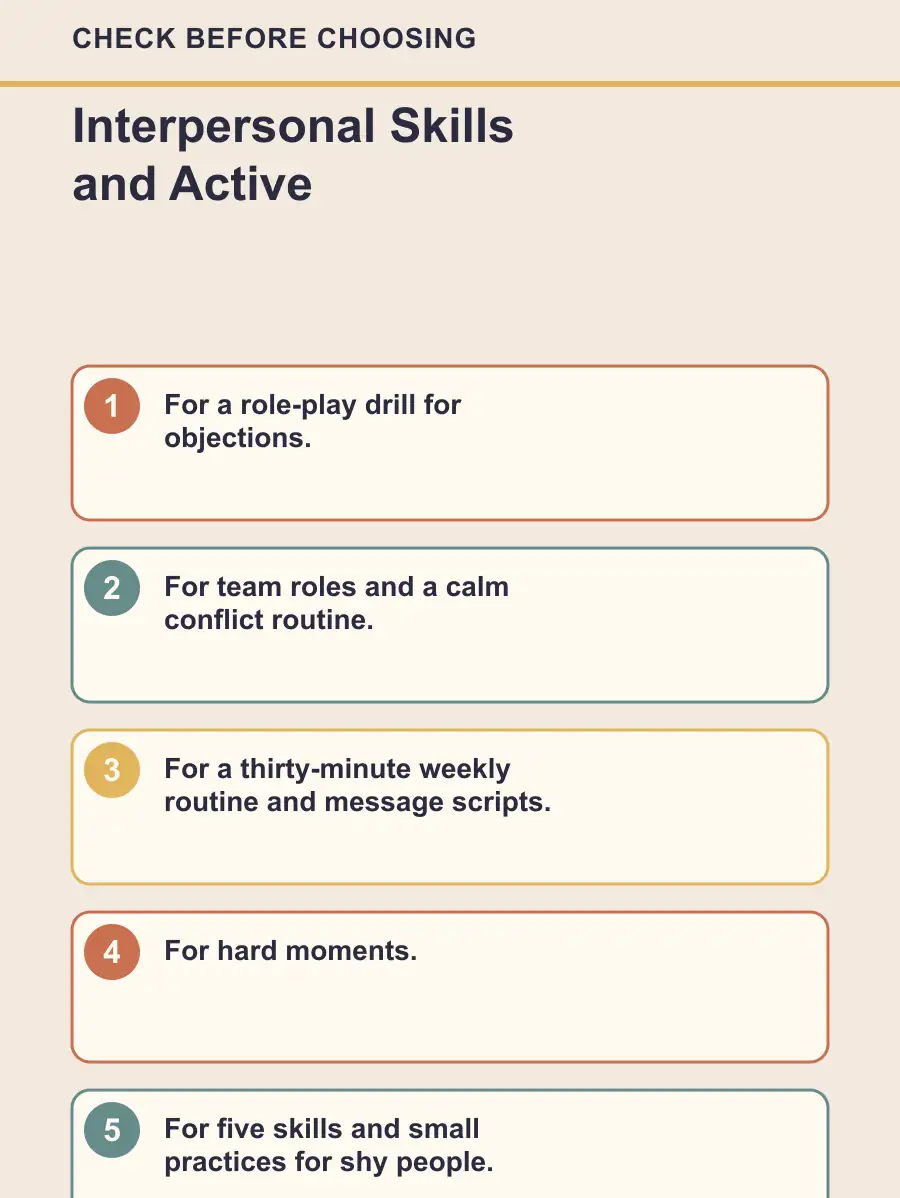 CHECK BEFORE CHOOSING
Interpersonal Skills
and Active
1
For a role-play drill for
objections.
2
For team roles and a calm
conflict routine.
3
For a thirty-minute weekly
routine and message scripts.
4
For hard moments.
5
For five skills and small
practices for shy people.